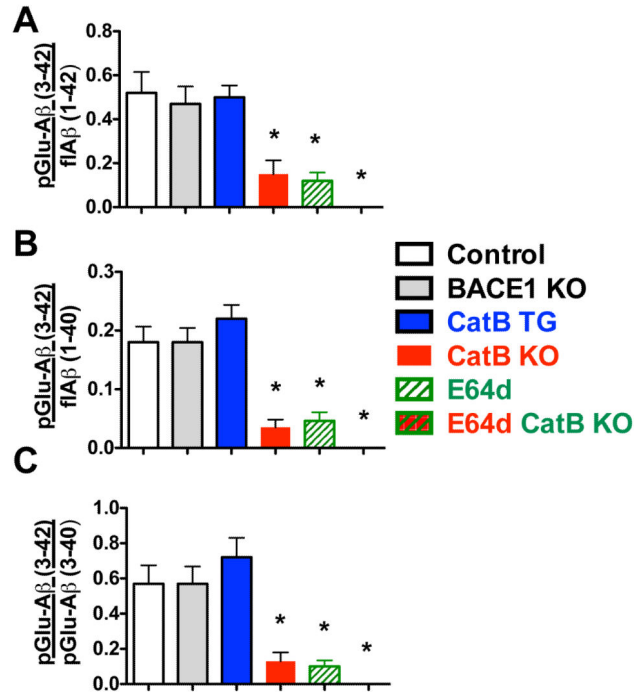 A
pGlu-Aβ (3-42)
flAβ (1-42)
0.8
0.6
0.4
0.2
0.0
*
*
*
B
pGlu-Aβ (3-42)
flAβ (1-40)
0.3
0.2
0.1
0.0
*
*
*
Control
BACE1 KO
CatB TG
CatB KO
E64d
E64d CatB KO
C
pGlu-Aβ (3-42)
pGlu-Aβ (3-40)
1.0
0.8
0.6
0.4
0.2
0.0
*
*
*